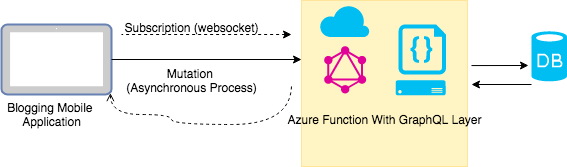 Subscription (websocket)
Mutation
(Asynchronous Process)
Blogging Mobile
Application
{ }
Azure Function With GraphQL Layer
DB